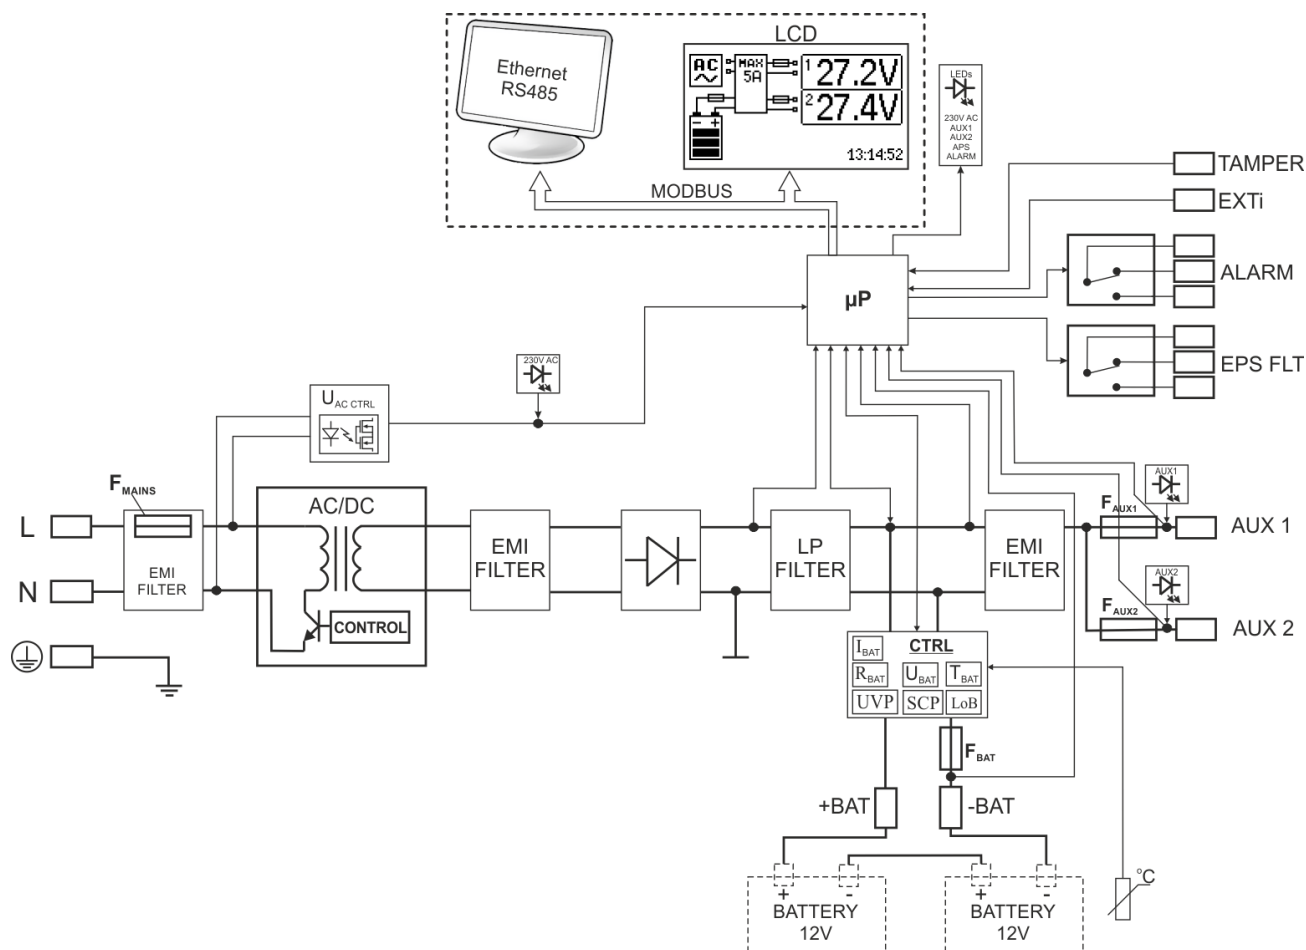 LCD
Ethernet
RS485
AC
MAX
5A
1 27.2V
2 27.4V
- +
13:14:52
MODBUS
LEDs
230V AC
AUX1
AUX2
APS
ALARM
TAMPER
EXTi
ALARM
EPS FLT
µP
230V AC
U AC CTRL
F MAINS
L
N
EMI
FILTER
AC/DC
CONTROL
EMI
FILTER
LP
FILTER
EMI
FILTER
AUX1
F AUX1
AUX 1
AUX2
F AUX2
AUX 2
I BAT
CTRL
R BAT
U BAT
T BAT
UVP
SCP
LoB
F BAT
+BAT
-BAT
°C
+ -
BATTERY
12V
+ -
BATTERY
12V